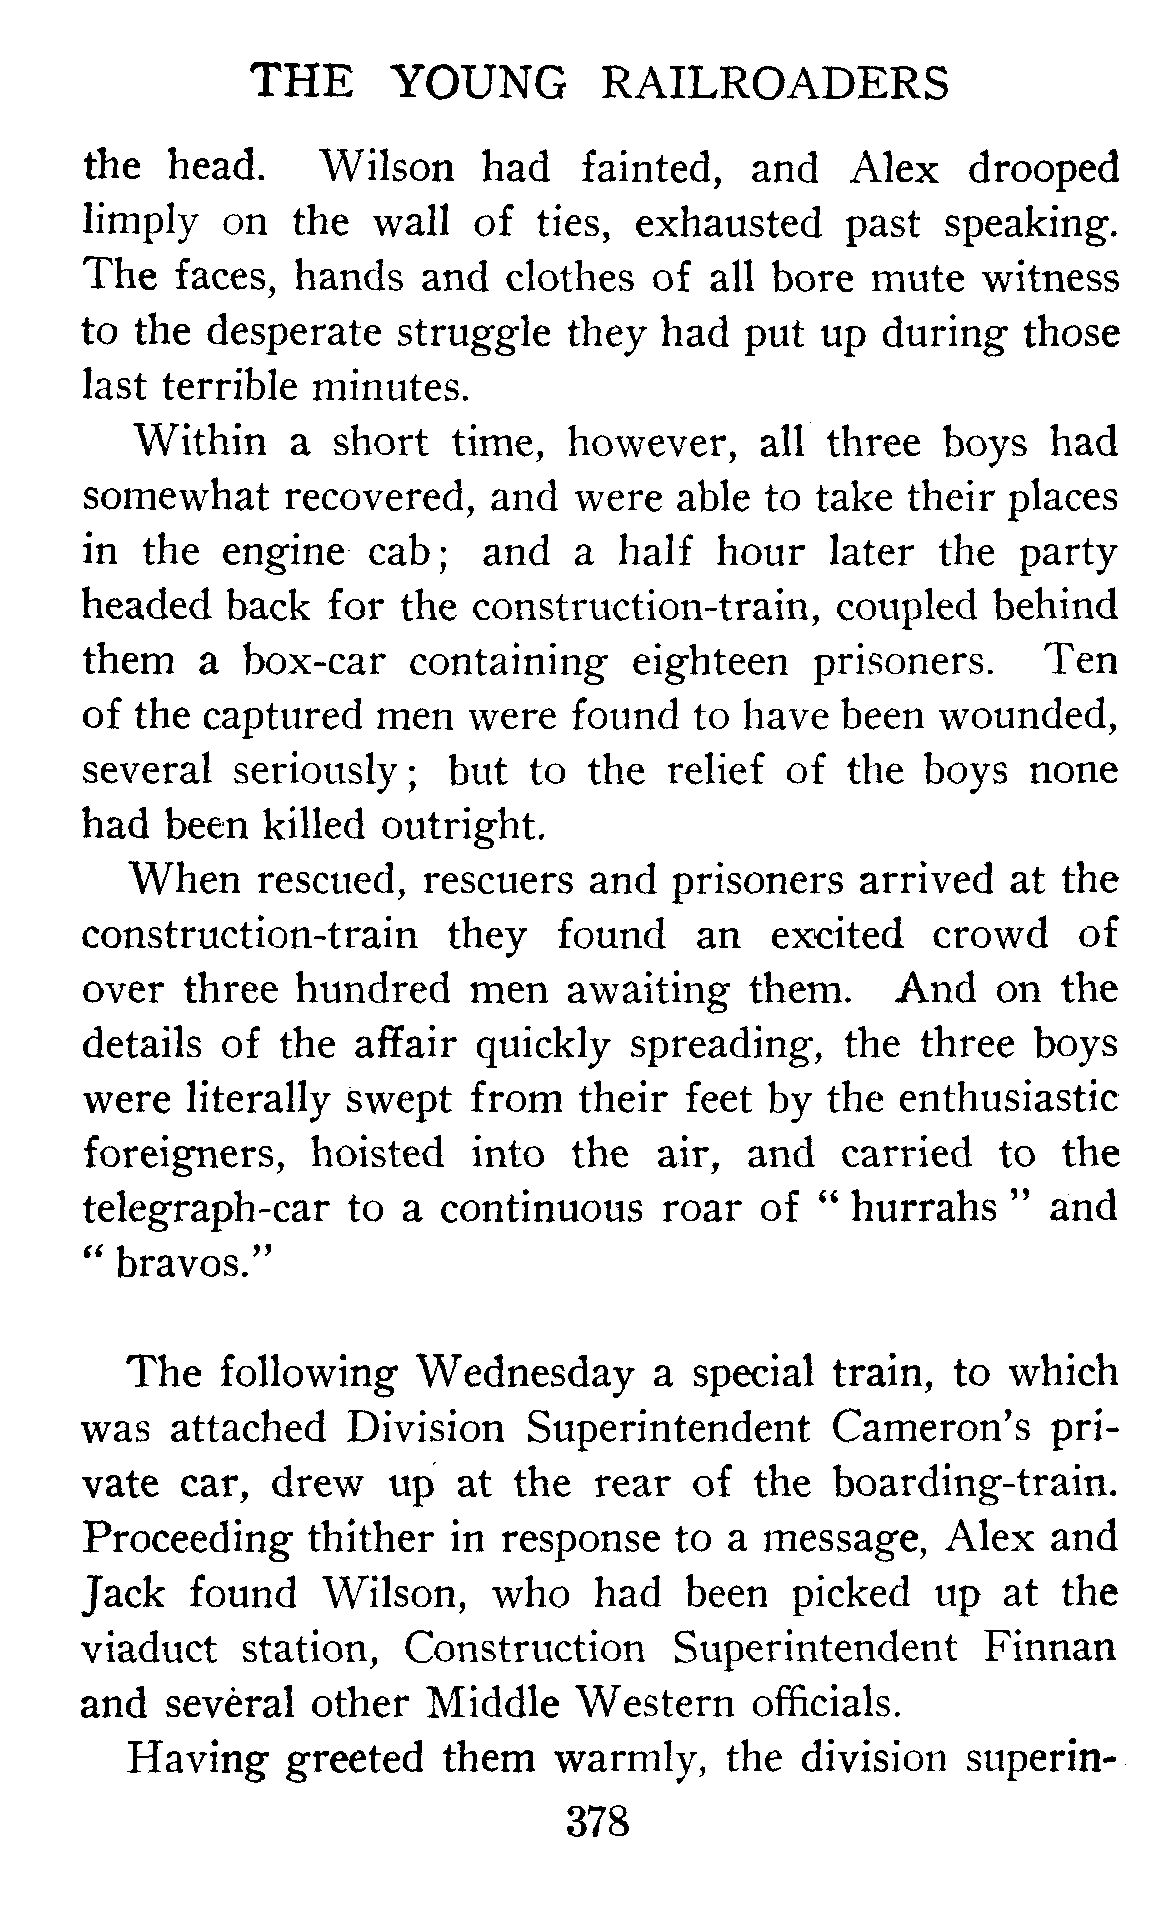 THE YOUNG RAILROADERS
the head. Wilson had fainted, and Alex drooped
limply on the wall of ties, exhausted past speaking.
The faces, hands and clothes of all bore mute witness
to the desperate struggle they had put up during those
last terrible minutes.
Within a short time, however, all three boys had
somewhat recovered, and were able to take their places
in the engine cab; and a half hour later the party
headed back for the construction-train, coupled behind
them a box-car containing eighteen prisoners. Ten
of the captured men were found to have been wounded,
several seriously; but to the relief of the boys none
had been killed outright.
When rescued, rescuers and prisoners arrived at the
construction-train they found an excited crowd of
over three hundred men awaiting them. And on the
details of the affair quickly spreading, the three boys
were literally swept from their feet by the enthusiastic
foreigners, hoisted into the air, and carried to the
telegraph-car to a continuous roar of "hurrahs" and
"bravos."
The following Wednesday a special train, to which
was attached Division Superintendent Cameron's pri-
vate car, drew up at the rear of the boarding-train.
Proceeding thither in response to a message, Alex and
Jack found Wilson, who had been picked up at the
viaduct station, Construction Superintendent Finnan
and several other Middle Western officials.
Having greeted them warmly, the division superin-
378